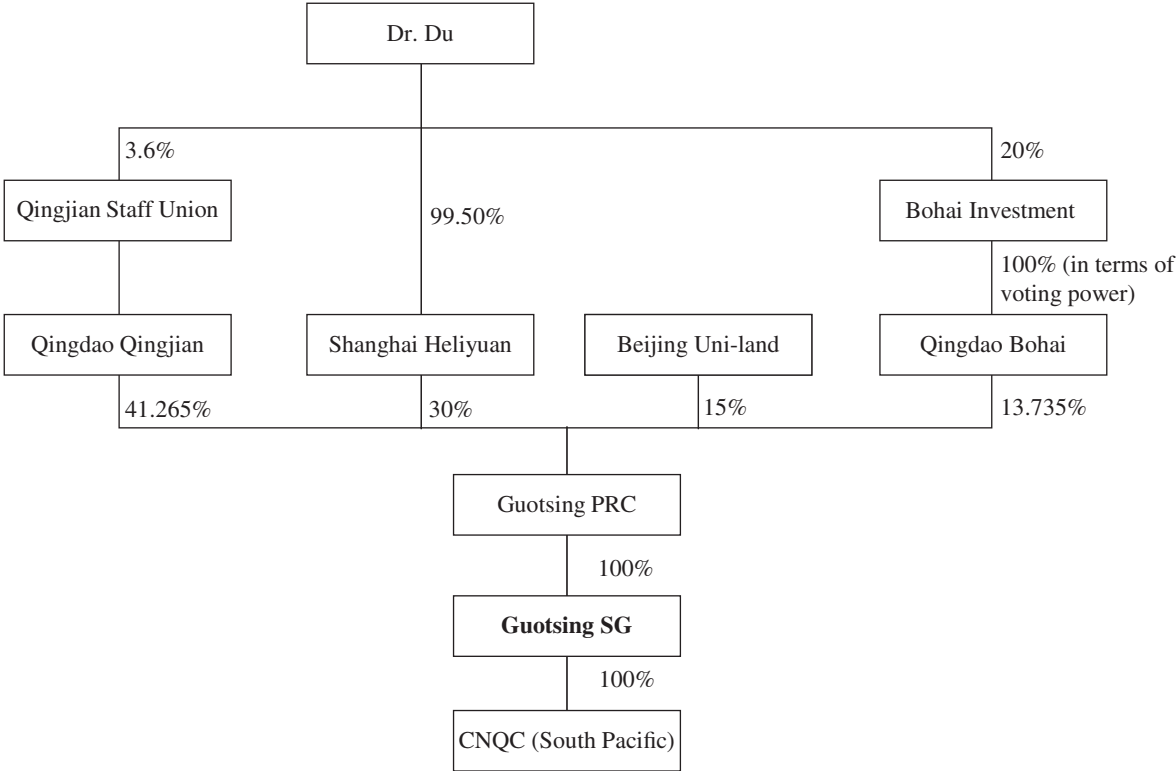 Dr. Du
3.6%
20%
Qingjian Staff Union
99.50%
Bohai Investment
100% (in terms of
voting power)
Qingdao Qingjian
Shanghai Heliyuan
Beijing Uni-land
Qingdao Bohai
41.265%
30%
15%
13.735%
Guotsing PRC
100%
Guotsing SG
100%
CNQC (South Pacific)